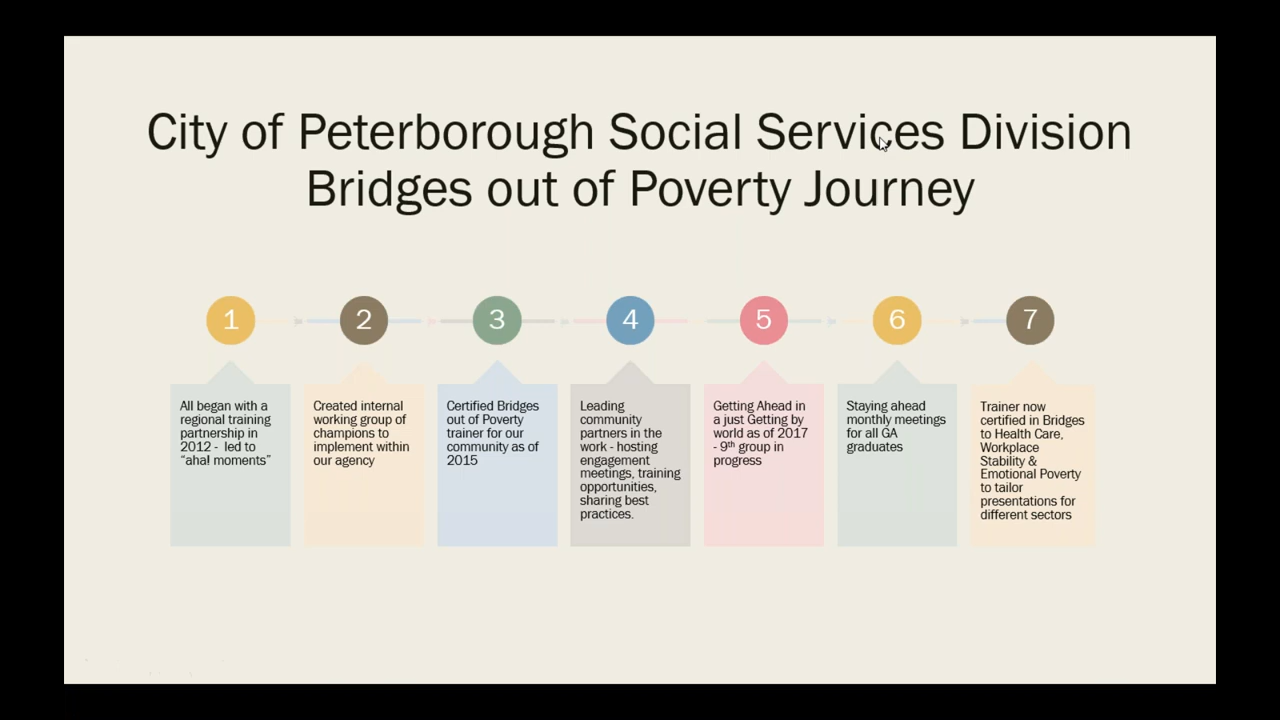 City of Peterborough Social Services Division
Bridges out of Poverty Journey
1
2
3
4
5
6
7
All began with a
regional training
partnership in
2012 - led to
“aha! moments”
Created internal
working group of
champions to
implement within
our agency
Certified Bridges
out of Poverty
trainer for our
community as of
2015
Leading
community
partners in the
work - hosting
engagement
meetings, training
opportunities,
sharing best
practices.
Getting Ahead in
a just Getting by
world as of 2017
- 9th group in
progress
Staying ahead
monthly meetings
for all GA
graduates
Trainer now
certified in Bridges
to Health Care,
Workplace
Stability &
Emotional Poverty
to tailor
presentations for
different sectors